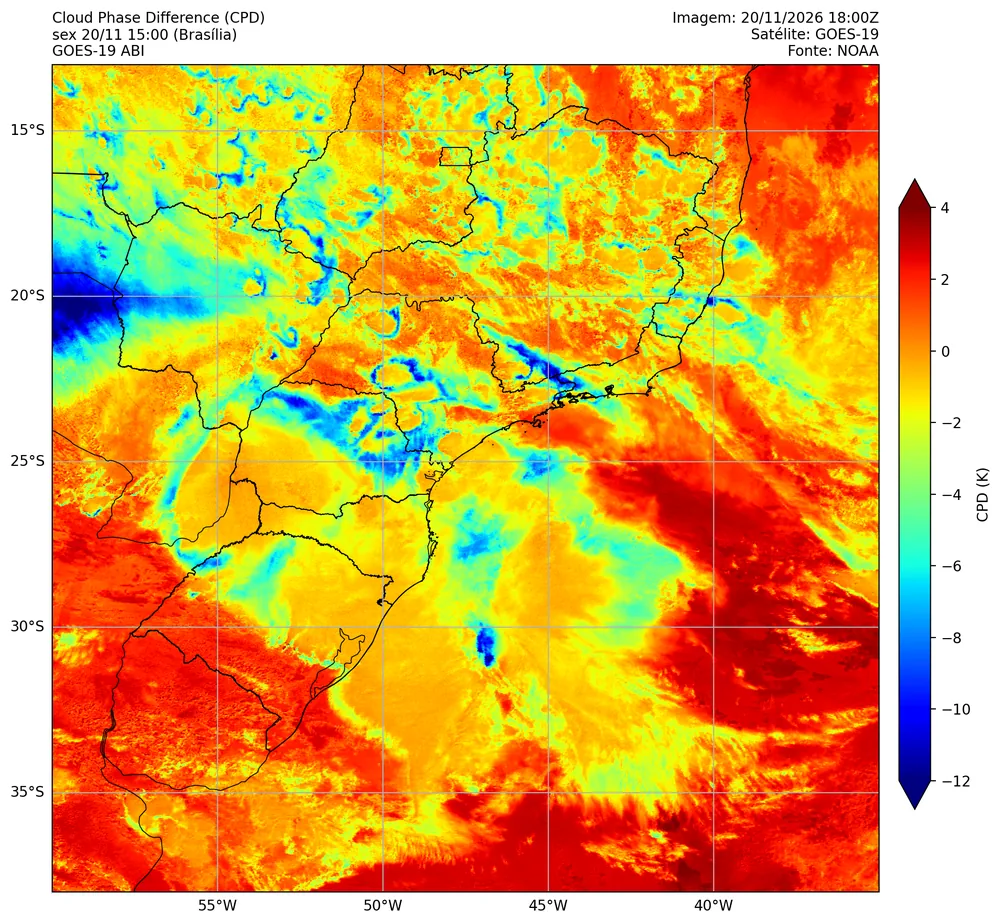 Cloud Phase Difference (CPD)
sex 20/11 15:00 (Brasília)
GOES-19 ABI
Imagem: 20/11/2026 18:00Z
Satélite: GOES-19
Fonte: NOAA
15°S
20°S
25°S
30°S
35°S
55°W
50°W
45°W
40°W
4
2
0
−2
−4
−6
−8
−10
−12
CPD (K)